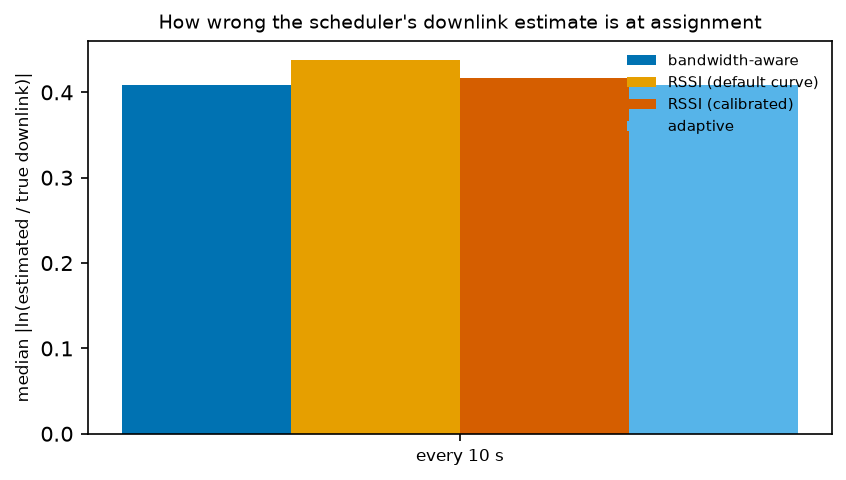 How wrong the scheduler's downlink estimate is at assignment
median |ln(estimated / true downlink)|
0.4
0.3
0.2
0.1
0.0
bandwidth-aware
RSSI (default curve)
RSSI (calibrated)
adaptive
every 10 s